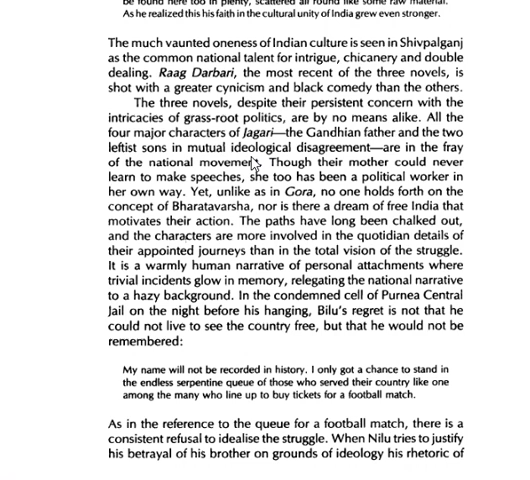 be found here too in plenty, scattered all round like some raw material.
As he realized this his faith in the cultural unity of India grew even stronger.
The much vaunted oneness of Indian culture is seen in Shivpalganj
as the common national talent for intrigue, chicanery and double
dealing. Raag Darbari, the most recent of the three novels, is
shot with a greater cynicism and black comedy than the others.
The three novels, despite their persistent concern with the
intricacies of grass-root politics, are by no means alike. All the
four major characters of Jagari—the Gandhian father and the two
leftist sons in mutual ideological disagreement—are in the fray
of the national movement. Though their mother could never
learn to make speeches, she too has been a political worker in
her own way. Yet, unlike as in Gora, no one holds forth on the
concept of Bharatavarsha, nor is there a dream of free India that
motivates their action. The paths have long been chalked out,
and the characters are more involved in the quotidian details of
their appointed journeys than in the total vision of the struggle.
It is a warmly human narrative of personal attachments where
trivial incidents glow in memory, relegating the national narrative
to a hazy background. In the condemned cell of Purnea Central
Jail on the night before his hanging, Bilu's regret is not that he
could not live to see the country free, but that he would not be
remembered:
My name will not be recorded in history. I only got a chance to stand in
the endless serpentine queue of those who served their country like one
among the many who line up to buy tickets for a football match.
As in the reference to the queue for a football match, there is a
consistent refusal to idealise the struggle. When Nilu tries to justify
his betrayal of his brother on grounds of ideology his rhetoric of